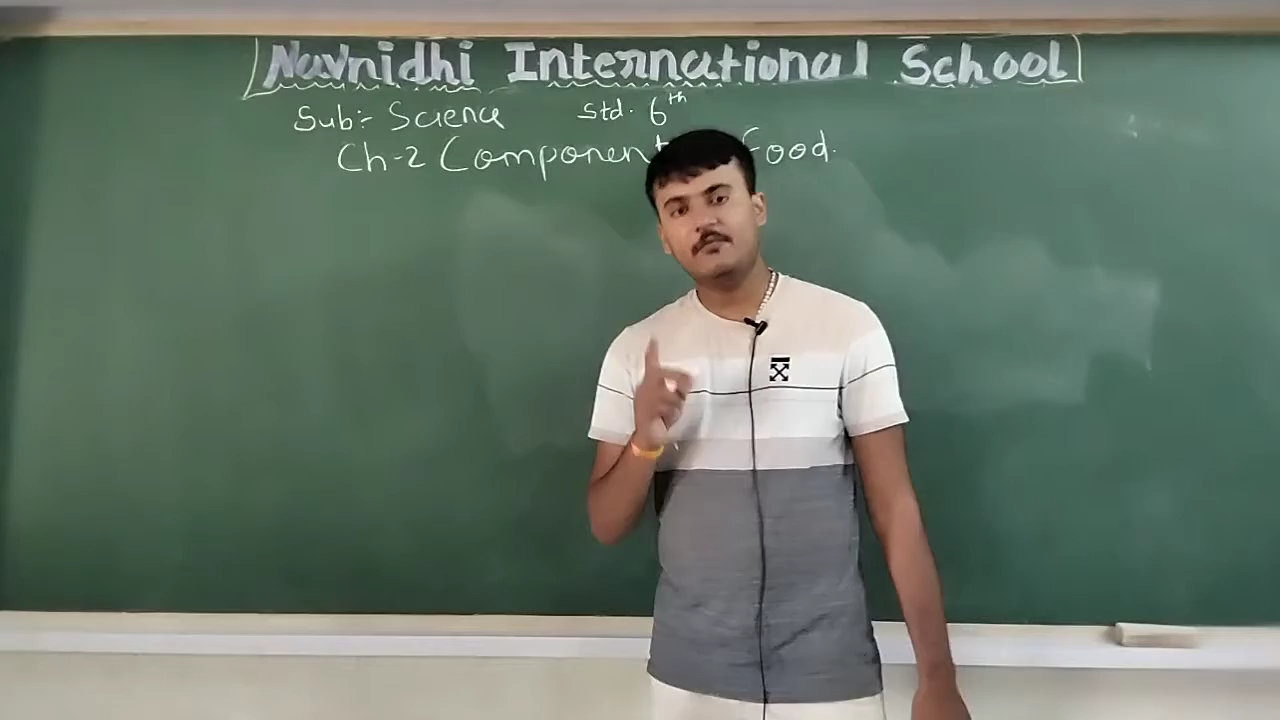 Navnidhi International School
Sub:- Science Std. 6th
Ch-2 Component Food.